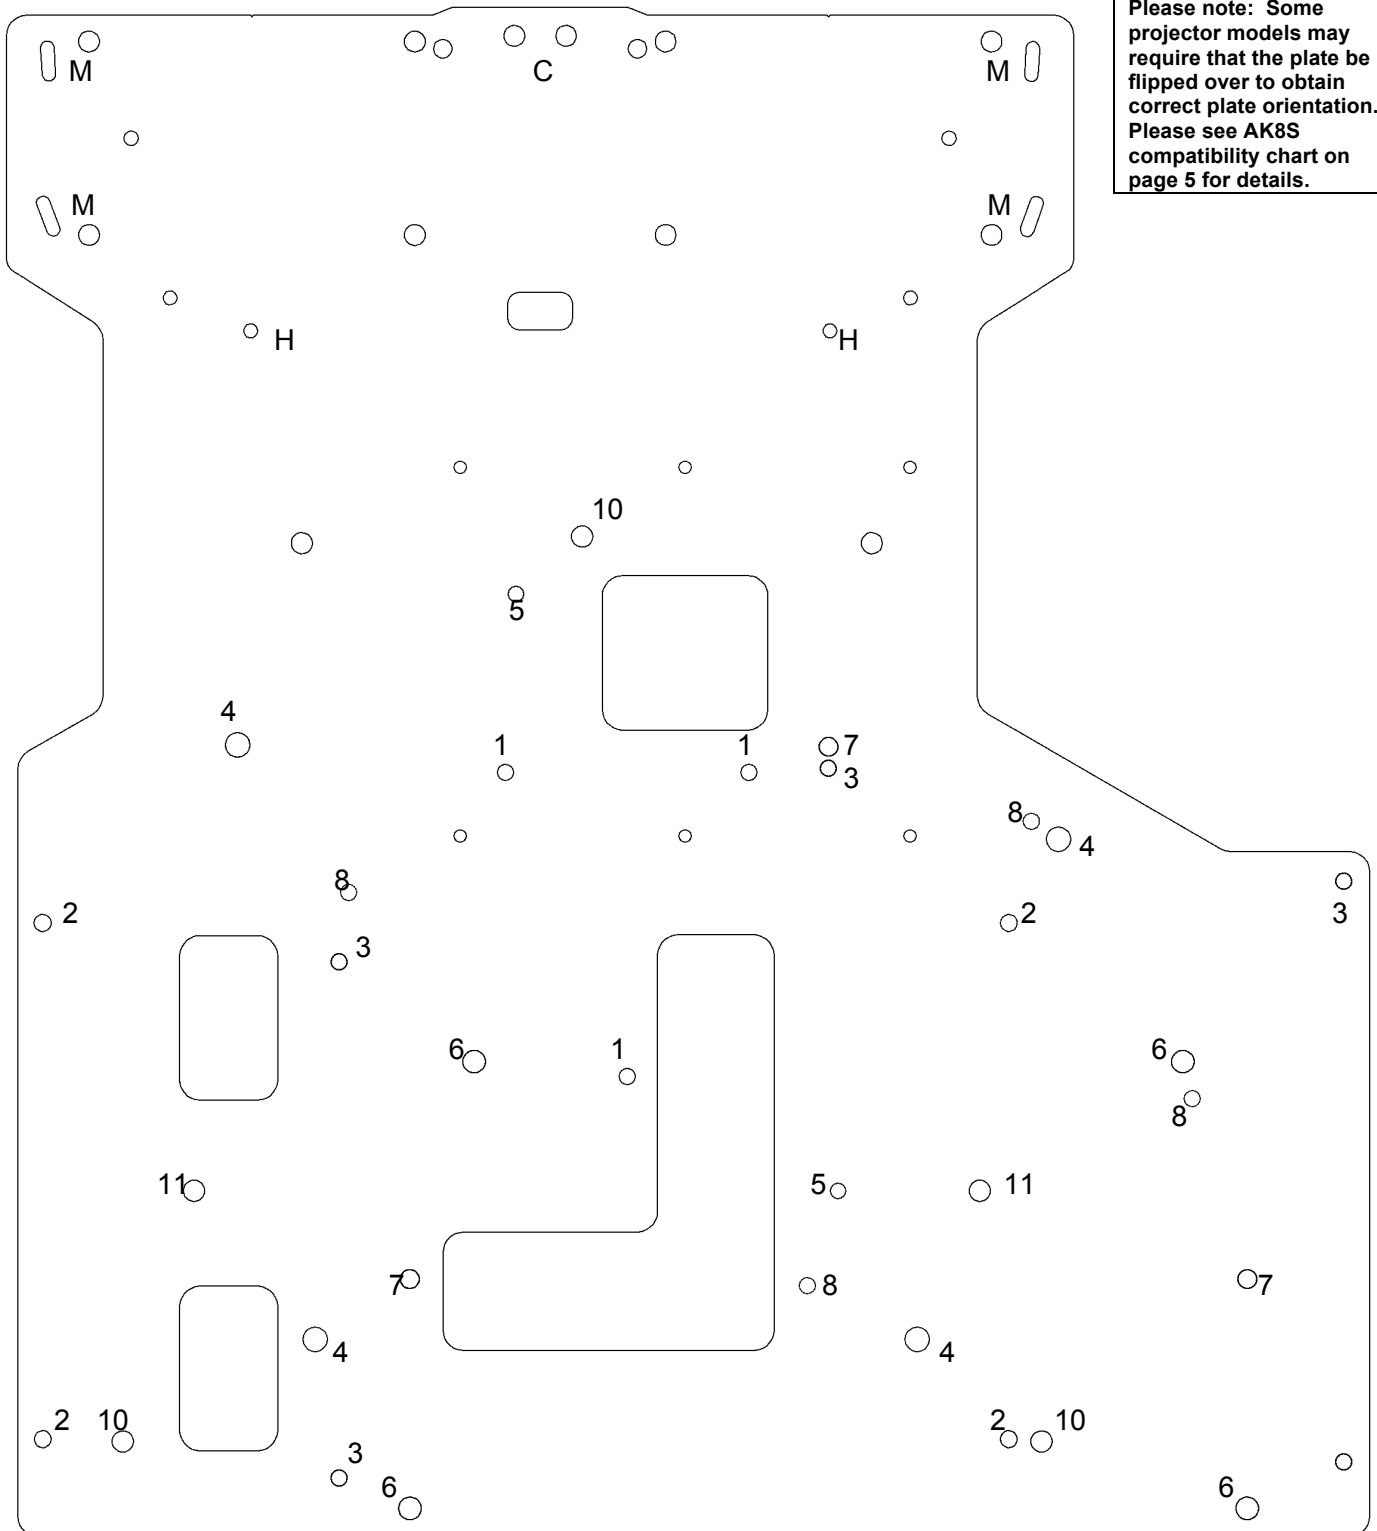 Please note: Some
projector models may
require that the plate be
flipped over to obtain
correct plate orientation.
Please see AK8S
compatibility chart on
page 5 for details.
M
C
M
M
M
H
H
10
5
4
1
1
7
3
8
4
8
2
2
3
3
6
1
6
8
11
5
11
7
8
7
4
4
2
10
2
10
3
6
6